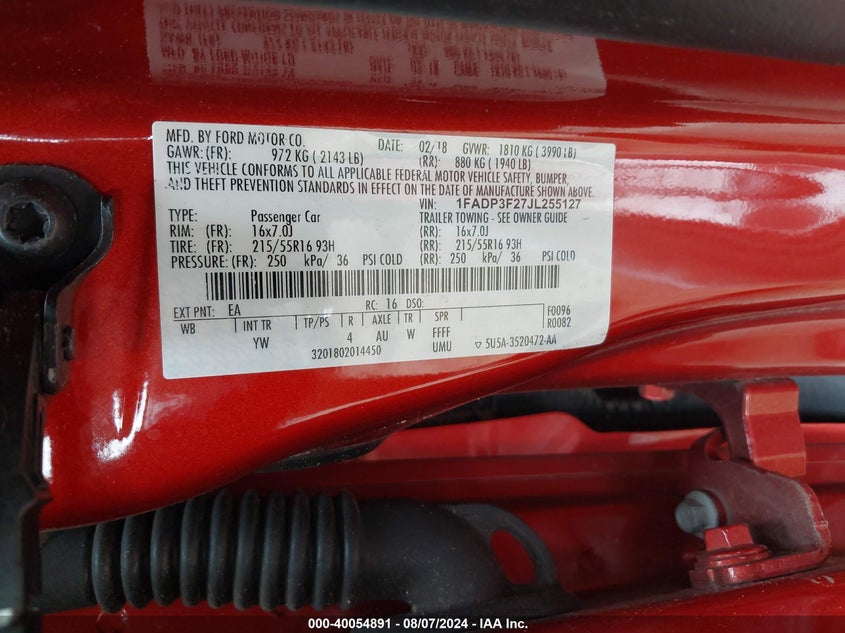 MFD. BY FORD MOTOR CO. DATE: 02/18 GVWR: 1810 KG ( 3990 LB)
GAWR: (FR): 972 KG ( 2143 LB) (RR): 880 KG ( 1940 LB)
THIS VEHICLE CONFORMS TO ALL APPLICABLE FEDERAL MOTOR VEHICLE SAFETY, BUMPER,
AND THEFT PREVENTION STANDARDS IN EFFECT ON THE DATE OF MANUFACTURE SHOWN ABOVE.
VIN: 1FADP3F27JL255127
TYPE: Passenger Car TRAILER TOWING - SEE OWNER GUIDE
RIM: (FR): 16x7.0J (RR): 16x7.0J
TIRE: (FR): 215/55R16 93H (RR): 215/55R16 93H
PRESSURE: (FR): 250 kPa/ 36 PSI COLD (RR): 250 kPa/ 36 PSI COLD
EXT PNT: EA RC: 16 DSO: F0096
WB INT TR TP/PS R AXLE TR SPR R0082
YW 4 AU W FFFF
3201802014450 UMU ▽ 5U5A-3520472-AA
000-40054891 - 08/07/2024 - IAA Inc.